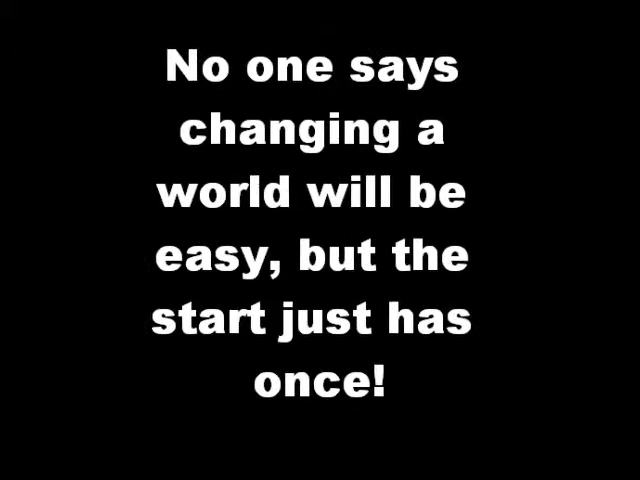 No one says
changing a
world will be
easy, but the
start just has
once!